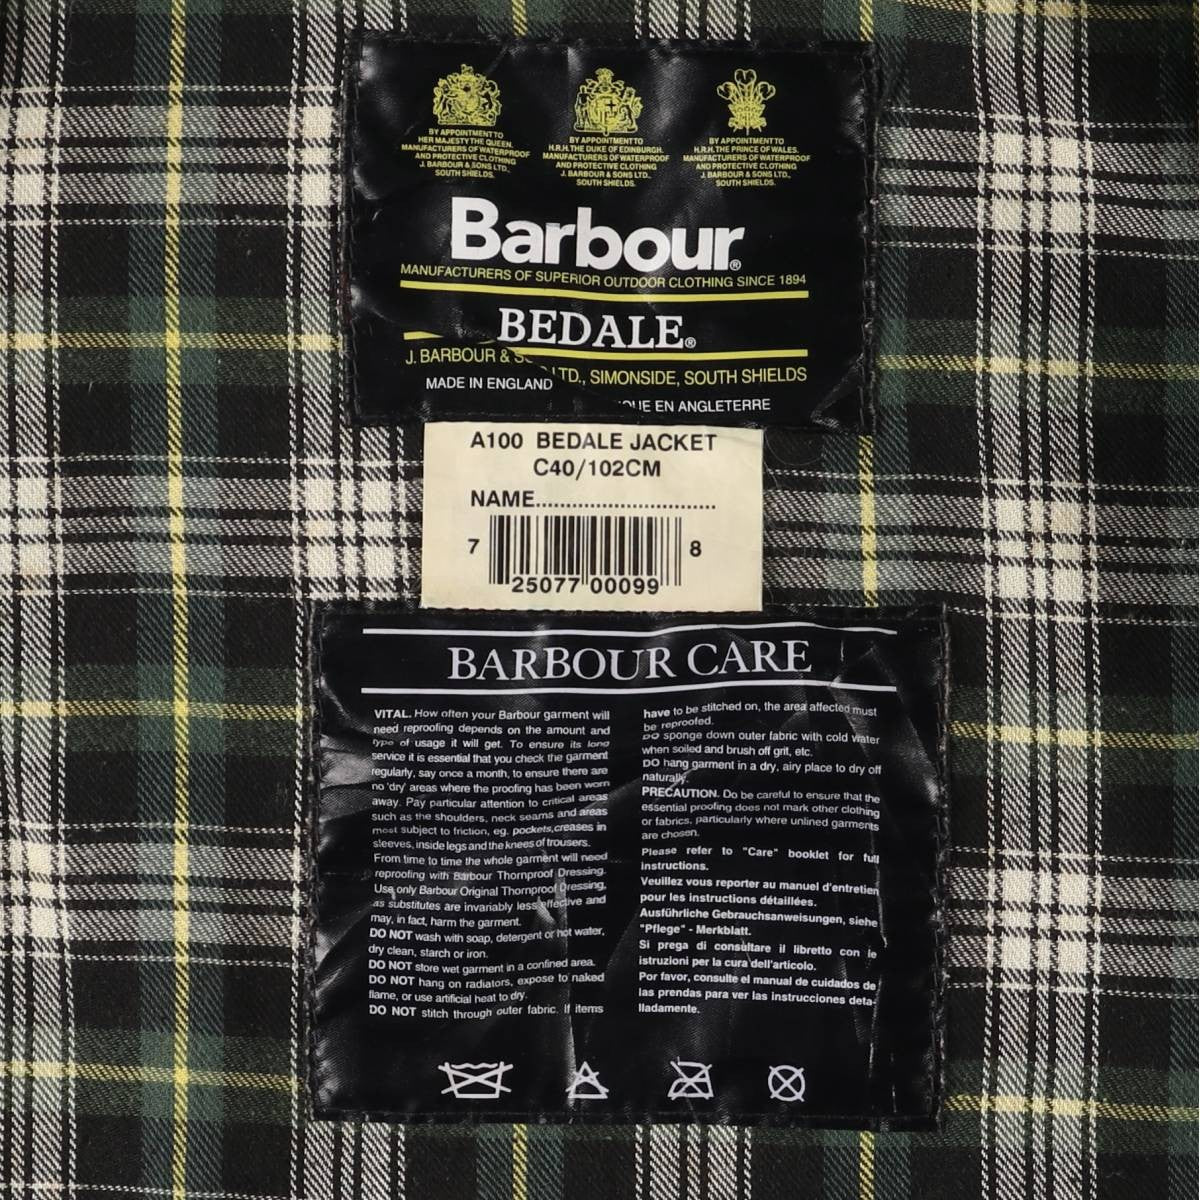 BY APPOINTMENT TO
HER MAJESTY THE QUEEN.
MANUFACTURERS OF WATERPROOF
AND PROTECTIVE CLOTHING
J. BARBOUR & SONS LTD.,
SOUTH SHIELDS.
BY APPOINTMENT TO
H.R.H. THE DUKE OF EDINBURGH.
MANUFACTURERS OF WATERPROOF
AND PROTECTIVE CLOTHING
J. BARBOUR & SONS LTD.,
SOUTH SHIELDS.
BY APPOINTMENT TO
H.R.H. THE PRINCE OF WALES.
MANUFACTURERS OF WATERPROOF
AND PROTECTIVE CLOTHING
J. BARBOUR & SONS LTD.,
SOUTH SHIELDS.
Barbour®
MANUFACTURERS OF SUPERIOR OUTDOOR CLOTHING SINCE 1894
BEDALE®
J. BARBOUR & LTD., SIMONSIDE, SOUTH SHIELDS
MADE IN ENGLAND EN ANGLETERRE
A100 BEDALE JACKET
C40/102CM
NAME...............................
7 25077 00099 8
BARBOUR CARE
VITAL. How often your Barbour garment will
need reproofing depends on the amount and
type of usage it will get. To ensure its long
service it is essential that you check the garment
regularly, say once a month, to ensure there are
no 'dry' areas where the proofing has been worn
away. Pay particular attention to critical areas
such as the shoulders, neck seams and areas
most subject to friction, eg. pockets,creases in
sleeves, inside legs and the knees of trousers.
From time to time the whole garment will need
reproofing with Barbour Thornproof Dressing.
Use only Barbour Original Thornproof Dressing,
as substitutes are invariably less effective and
may, in fact, harm the garment.
DO NOT wash with soap, detergent or hot water,
dry clean, starch or iron.
DO NOT store wet garment in a confined area.
DO NOT hang on radiators, expose to naked
flame, or use artificial heat to dry.
DO NOT stitch through outer fabric. If items
have to be stitched on, the area affected must
be reproofed.
DO sponge down outer fabric with cold water
when soiled and brush off grit, etc.
DO hang garment in a dry, airy place to dry off
naturally.
PRECAUTION. Do be careful to ensure that the
essential proofing does not mark other clothing
or fabrics, particularly where unlined garments
are chosen.
Please refer to "Care" booklet for full
instructions.
Veuillez vous reporter au manuel d'entretien
pour les instructions détaillées.
Ausführliche Gebrauchsanweisungen, siehe
"Pflege" - Merkblatt.
Si prega di consultare il libretto con le
istruzioni per la cura dell'articolo.
Por favor, consulte el manual de cuidados de
las prendas para ver las instrucciones deta-
lladamente.